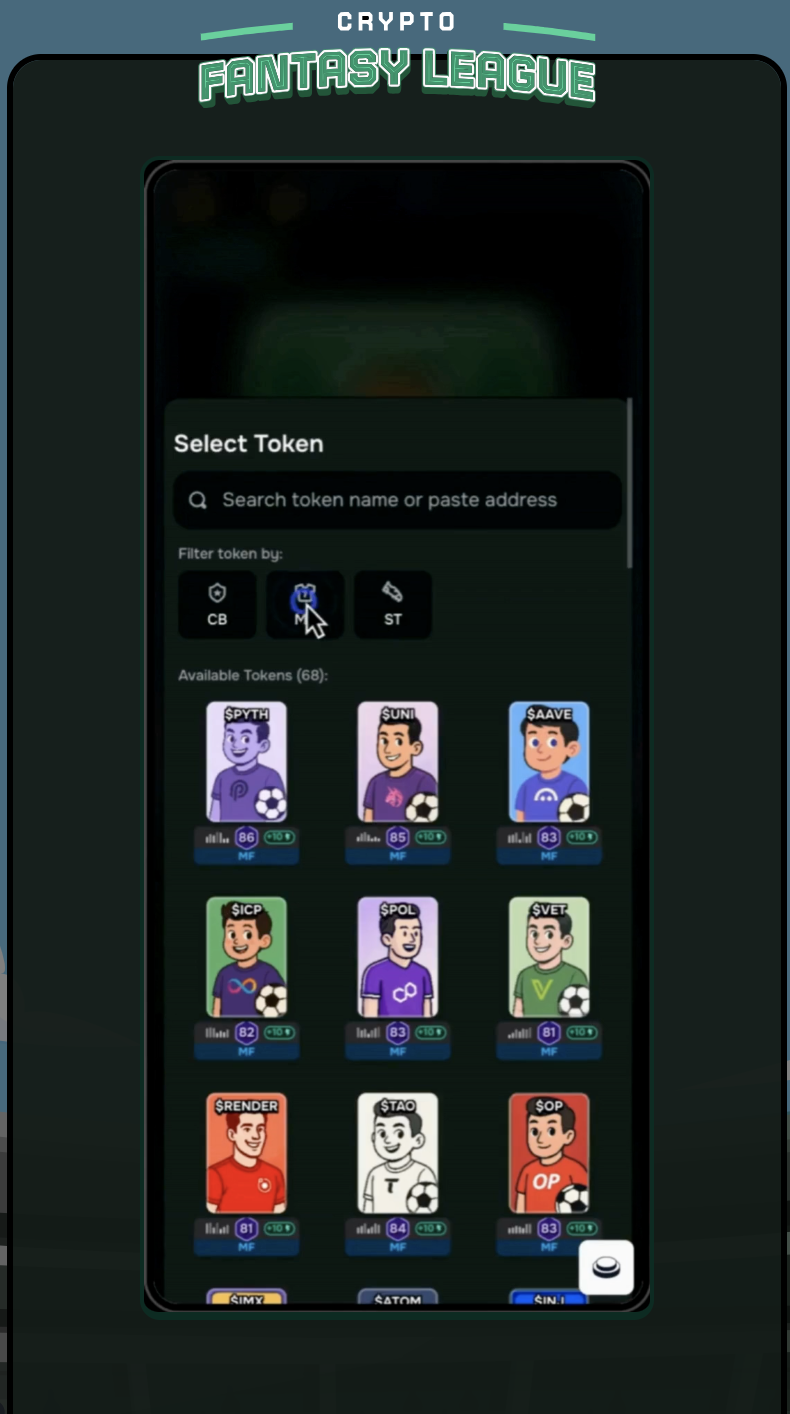 CRYPTO
FANTASY LEAGUE
Select Token
Search token name or paste address
Filter token by:
CB M ST
Available Tokens (68):
$PYTH $UNI $AAVE
86 +10 85 +10 83 +10
MF MF MF
$ICP $POL $VET
82 +10 83 +10 81 +10
MF MF MF
$RENDER $TAO $OP
T OP
81 +10 84 +10 83 +10
MF MF MF
$IMX $ATOM $INJ